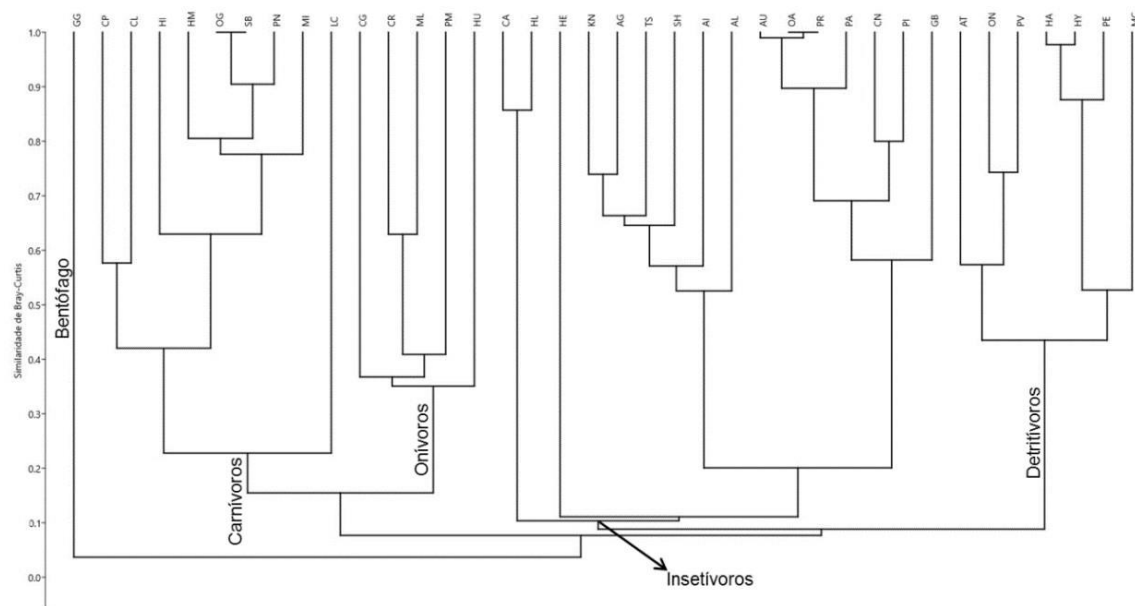 GG CP CL HI HM OG SB PN MI LC CG CR ML PM HU CA HL HE KN AG TS SH AI AL AU OA PR PA CN PI GB AT ON PV HA HY PE
1.0
0.9
0.8
0.7
0.6
0.5
0.4
0.3
0.2
0.1
0.0
Similaridade de Bray-Curtis
Bentófago
Carnívoros
Onívoros
Insetívoros
Detritívoros